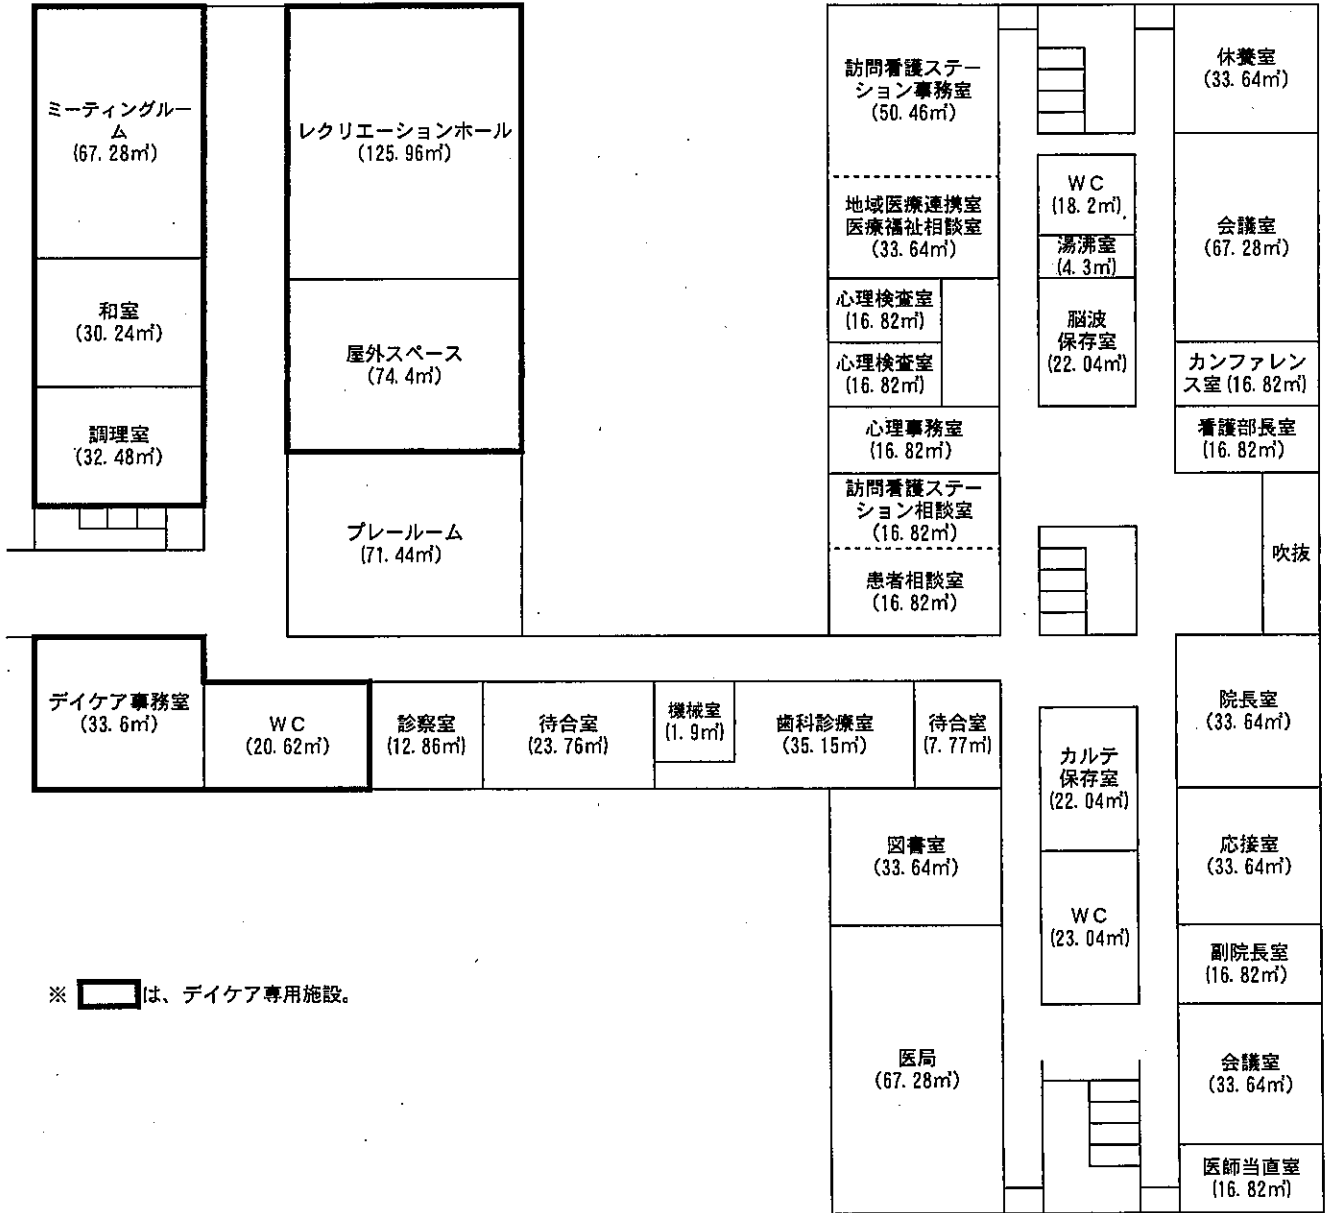 ミーティングルー
ム
(67.28㎡)
和室
(30.24㎡)
調理室
(32.48㎡)
レクリエーションホール
(125.96㎡)
屋外スペース
(74.4㎡)
プレールーム
(71.44㎡)
訪問看護ステー
ション事務室
(50.46㎡)
地域医療連携室
医療福祉相談室
(33.64㎡)
心理検査室
(16.82㎡)
心理検査室
(16.82㎡)
心理事務室
(16.82㎡)
訪問看護ステー
ション相談室
(16.82㎡)
患者相談室
(16.82㎡)
WC
(18.2㎡)
湯沸室
(4.3㎡)
脳波
保存室
(22.04㎡)
休養室
(33.64㎡)
会議室
(67.28㎡)
カンファレン
ス室(16.82㎡)
看護部長室
(16.82㎡)
吹抜
デイケア事務室
(33.6㎡)
WC
(20.62㎡)
診察室
(12.86㎡)
待合室
(23.76㎡)
機械室
(1.9㎡)
歯科診療室
(35.15㎡)
待合室
(7.77㎡)
図書室
(33.64㎡)
医局
(67.28㎡)
カルテ
保存室
(22.04㎡)
WC
(23.04㎡)
院長室
(33.64㎡)
応接室
(33.64㎡)
副院長室
(16.82㎡)
会議室
(33.64㎡)
医師当直室
(16.82㎡)
※ は、デイケア専用施設。